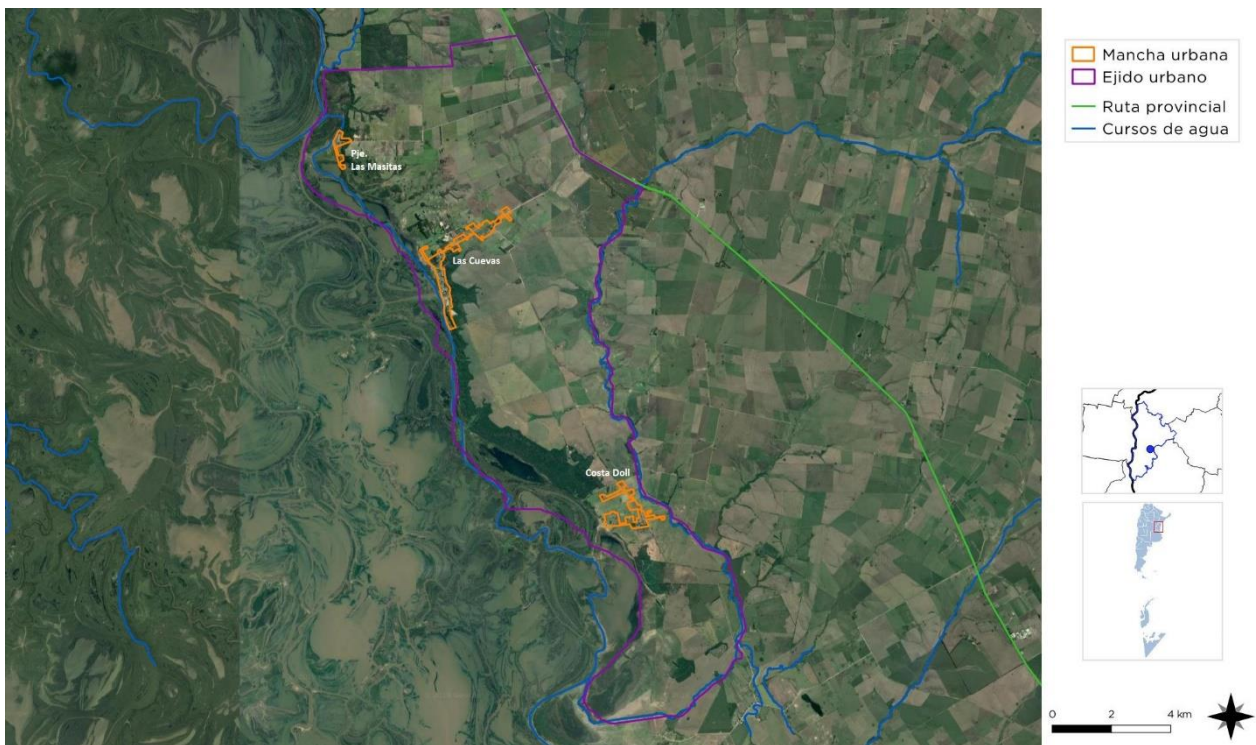 Mancha urbana
Ejido urbano
Ruta provincial
Cursos de agua
Pje.
Las Masitas
Las Cuevas
Costa Doll
0 2 4 km